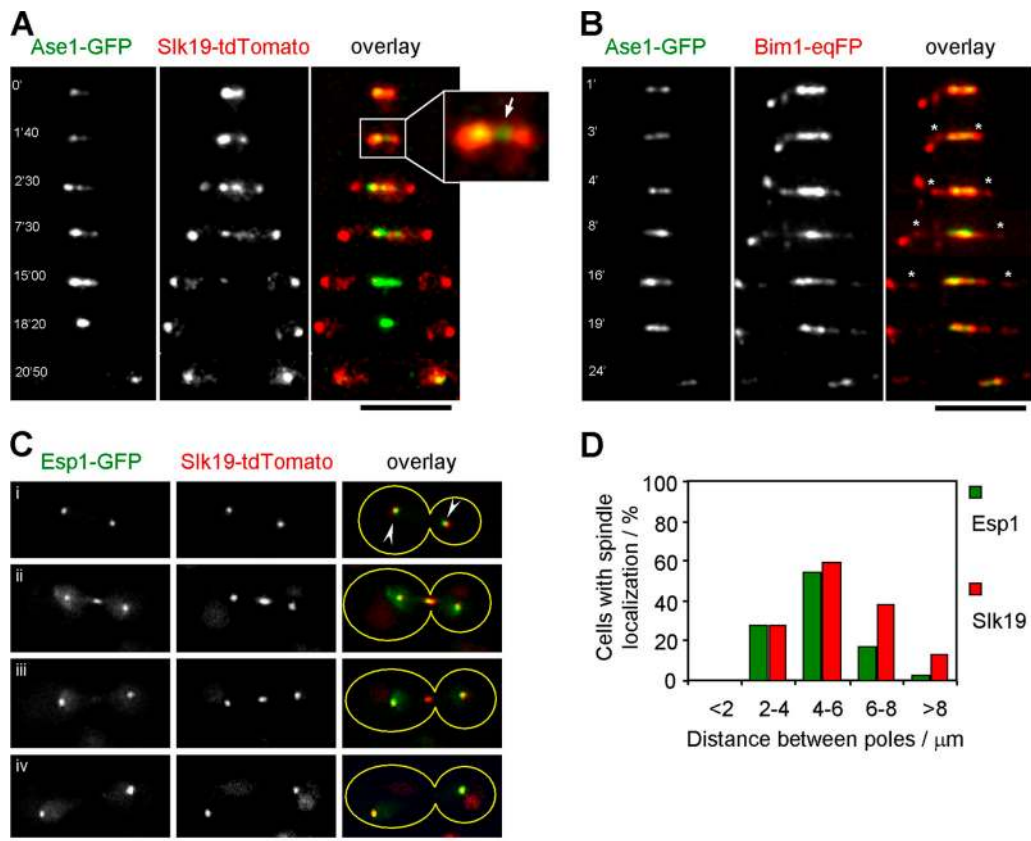 A
Ase1-GFP Slk19-tdTomato overlay
0'
1'40
2'30
7'30
15'00
18'20
20'50
B
Ase1-GFP Bim1-eqFP overlay
1'
3'
* *
4'
* *
8'
* *
16'
* *
19'
24'
C
Esp1-GFP Slk19-tdTomato overlay
i
ii
iii
iv
D
100
80
60
40
20
0
Cells with spindle
localization / %
<2 2-4 4-6 6-8 >8
Distance between poles / μm
Esp1
Slk19